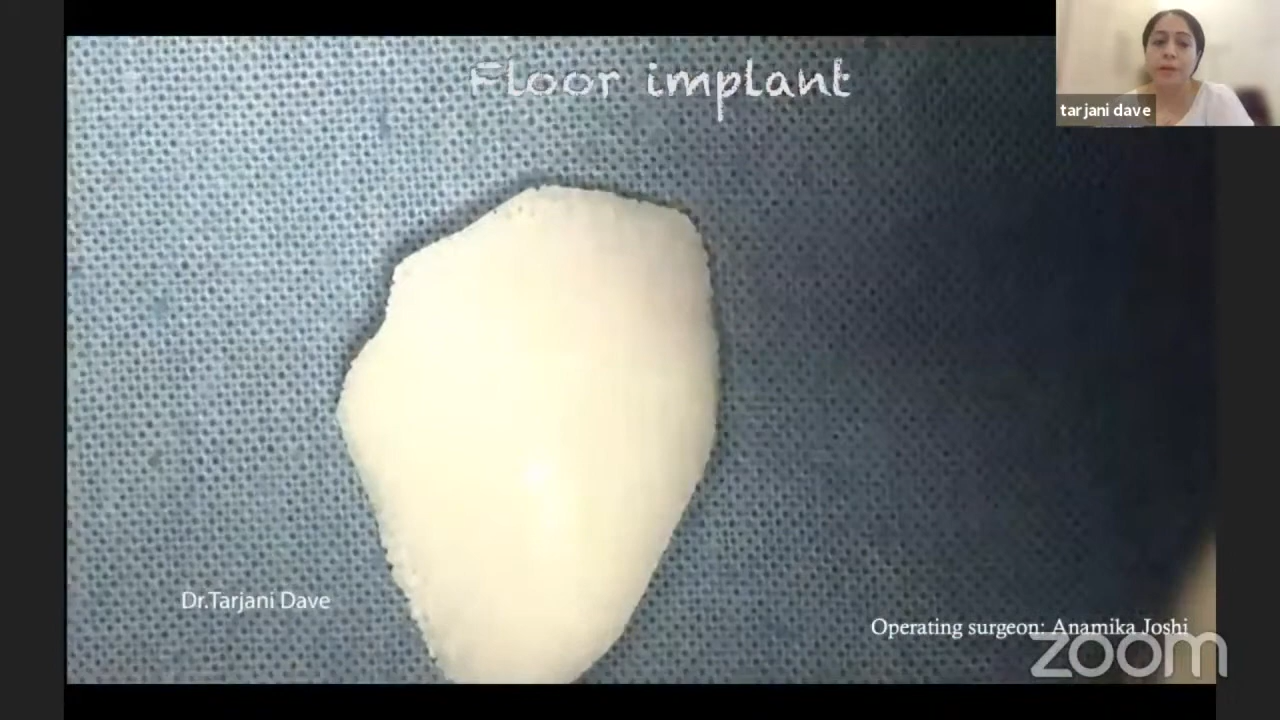 Floor implant
tarjani dave
Dr.Tarjani Dave
Operating surgeon: Anamika Joshi
zoom